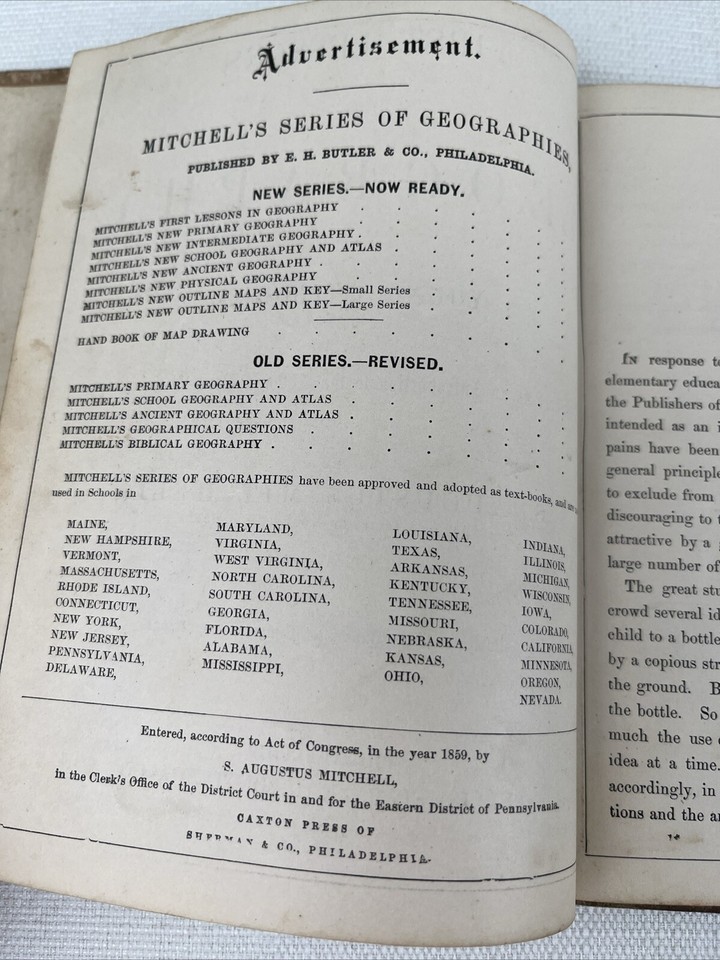 Advertisement.
MITCHELL'S SERIES OF GEOGRAPHIES,
PUBLISHED BY E. H. BUTLER & CO., PHILADELPHIA.
NEW SERIES.—NOW READY.
MITCHELL'S FIRST LESSONS IN GEOGRAPHY
MITCHELL'S NEW PRIMARY GEOGRAPHY
MITCHELL'S NEW INTERMEDIATE GEOGRAPHY
MITCHELL'S NEW SCHOOL GEOGRAPHY AND ATLAS
MITCHELL'S NEW ANCIENT GEOGRAPHY
MITCHELL'S NEW PHYSICAL GEOGRAPHY
MITCHELL'S NEW OUTLINE MAPS AND KEY—Small Series
MITCHELL'S NEW OUTLINE MAPS AND KEY—Large Series
HAND BOOK OF MAP DRAWING
OLD SERIES.—REVISED.
MITCHELL'S PRIMARY GEOGRAPHY
MITCHELL'S SCHOOL GEOGRAPHY AND ATLAS
MITCHELL'S ANCIENT GEOGRAPHY AND ATLAS
MITCHELL'S GEOGRAPHICAL QUESTIONS
MITCHELL'S BIBLICAL GEOGRAPHY
MITCHELL'S SERIES OF GEOGRAPHIES have been approved and adopted as text-books, and are
used in Schools in
MAINE,
NEW HAMPSHIRE,
VERMONT,
MASSACHUSETTS,
RHODE ISLAND,
CONNECTICUT,
NEW YORK,
NEW JERSEY,
PENNSYLVANIA,
DELAWARE,
MARYLAND,
VIRGINIA,
WEST VIRGINIA,
NORTH CAROLINA,
SOUTH CAROLINA,
GEORGIA,
FLORIDA,
ALABAMA,
MISSISSIPPI,
LOUISIANA,
TEXAS,
ARKANSAS,
KENTUCKY,
TENNESSEE,
MISSOURI,
NEBRASKA,
KANSAS,
OHIO,
INDIANA,
ILLINOIS,
MICHIGAN,
WISCONSIN,
IOWA,
COLORADO,
CALIFORNIA,
MINNESOTA,
OREGON,
NEVADA.
Entered, according to Act of Congress, in the year 1859, by
S. AUGUSTUS MITCHELL,
in the Clerk's Office of the District Court in and for the Eastern District of Pennsylvania.
CAXTON PRESS OF
SHERMAN & CO., PHILADELPHIA.
IN response to
elementary educa
the Publishers of
intended as an i
pains have been
general principle
to exclude from
discouraging to t
attractive by a
large number of
The great stu
crowd several id
child to a bottle
by a copious str
the ground. B
the bottle. So
much the use
idea at a time.
accordingly, in
tions and the a